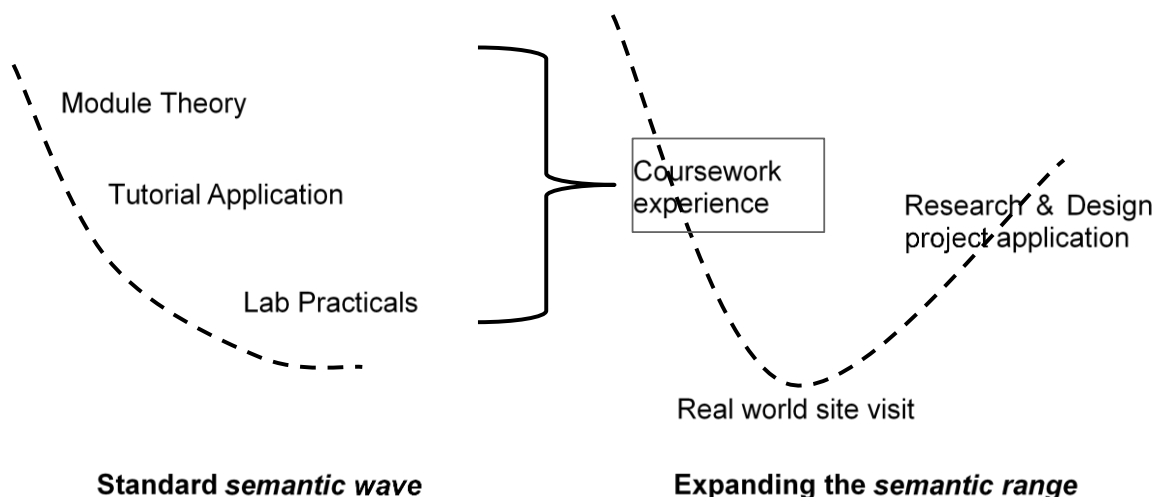 Module Theory
Tutorial Application
Lab Practicals
Standard semantic wave
Coursework
experience
Research & Design
project application
Real world site visit
Expanding the semantic range